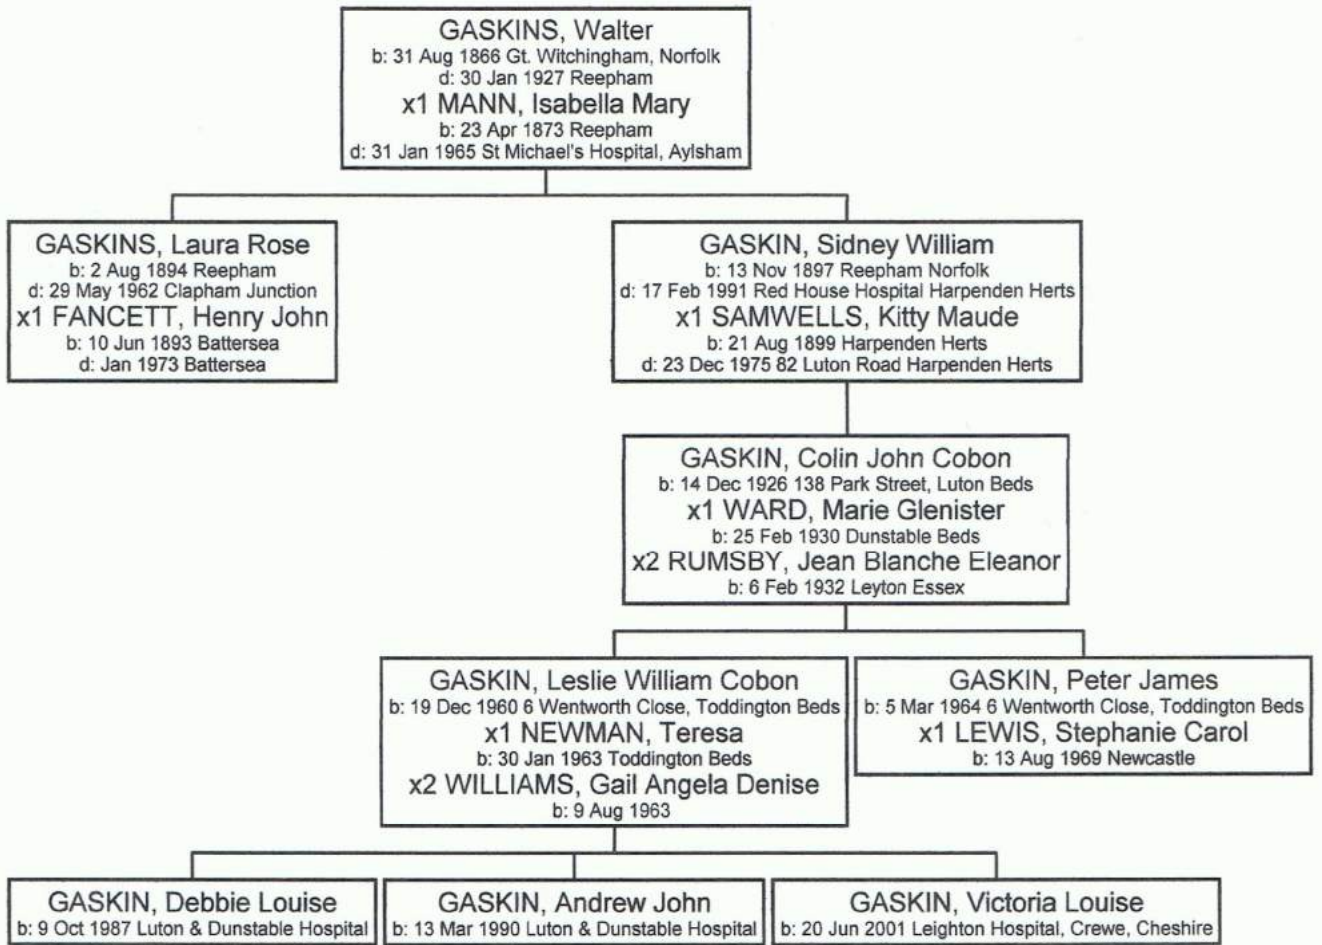 GASKINS, Walter
b: 31 Aug 1866 Gt. Witchingham, Norfolk
d: 30 Jan 1927 Reepham
x1 MANN, Isabella Mary
b: 23 Apr 1873 Reepham
d: 31 Jan 1965 St Michael's Hospital, Aylsham
GASKINS, Laura Rose
b: 2 Aug 1894 Reepham
d: 29 May 1962 Clapham Junction
x1 FANCETT, Henry John
b: 10 Jun 1893 Battersea
d: Jan 1973 Battersea
GASKIN, Sidney William
b: 13 Nov 1897 Reepham Norfolk
d: 17 Feb 1991 Red House Hospital Harpenden Herts
x1 SAMWELLS, Kitty Maude
b: 21 Aug 1899 Harpenden Herts
d: 23 Dec 1975 82 Luton Road Harpenden Herts
GASKIN, Colin John Cobon
b: 14 Dec 1926 138 Park Street, Luton Beds
x1 WARD, Marie Glenister
b: 25 Feb 1930 Dunstable Beds
x2 RUMSBY, Jean Blanche Eleanor
b: 6 Feb 1932 Leyton Essex
GASKIN, Leslie William Cobon
b: 19 Dec 1960 6 Wentworth Close, Toddington Beds
x1 NEWMAN, Teresa
b: 30 Jan 1963 Toddington Beds
x2 WILLIAMS, Gail Angela Denise
b: 9 Aug 1963
GASKIN, Peter James
b: 5 Mar 1964 6 Wentworth Close, Toddington Beds
x1 LEWIS, Stephanie Carol
b: 13 Aug 1969 Newcastle
GASKIN, Debbie Louise
b: 9 Oct 1987 Luton & Dunstable Hospital
GASKIN, Andrew John
b: 13 Mar 1990 Luton & Dunstable Hospital
GASKIN, Victoria Louise
b: 20 Jun 2001 Leighton Hospital, Crewe, Cheshire